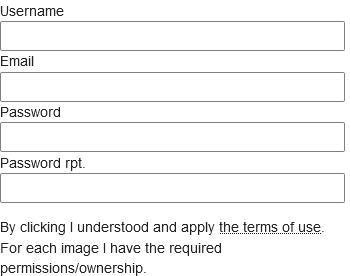 Username
Email
Password
Password rpt.
By clicking I understood and apply the terms of use.
For each image I have the required
permissions/ownership.